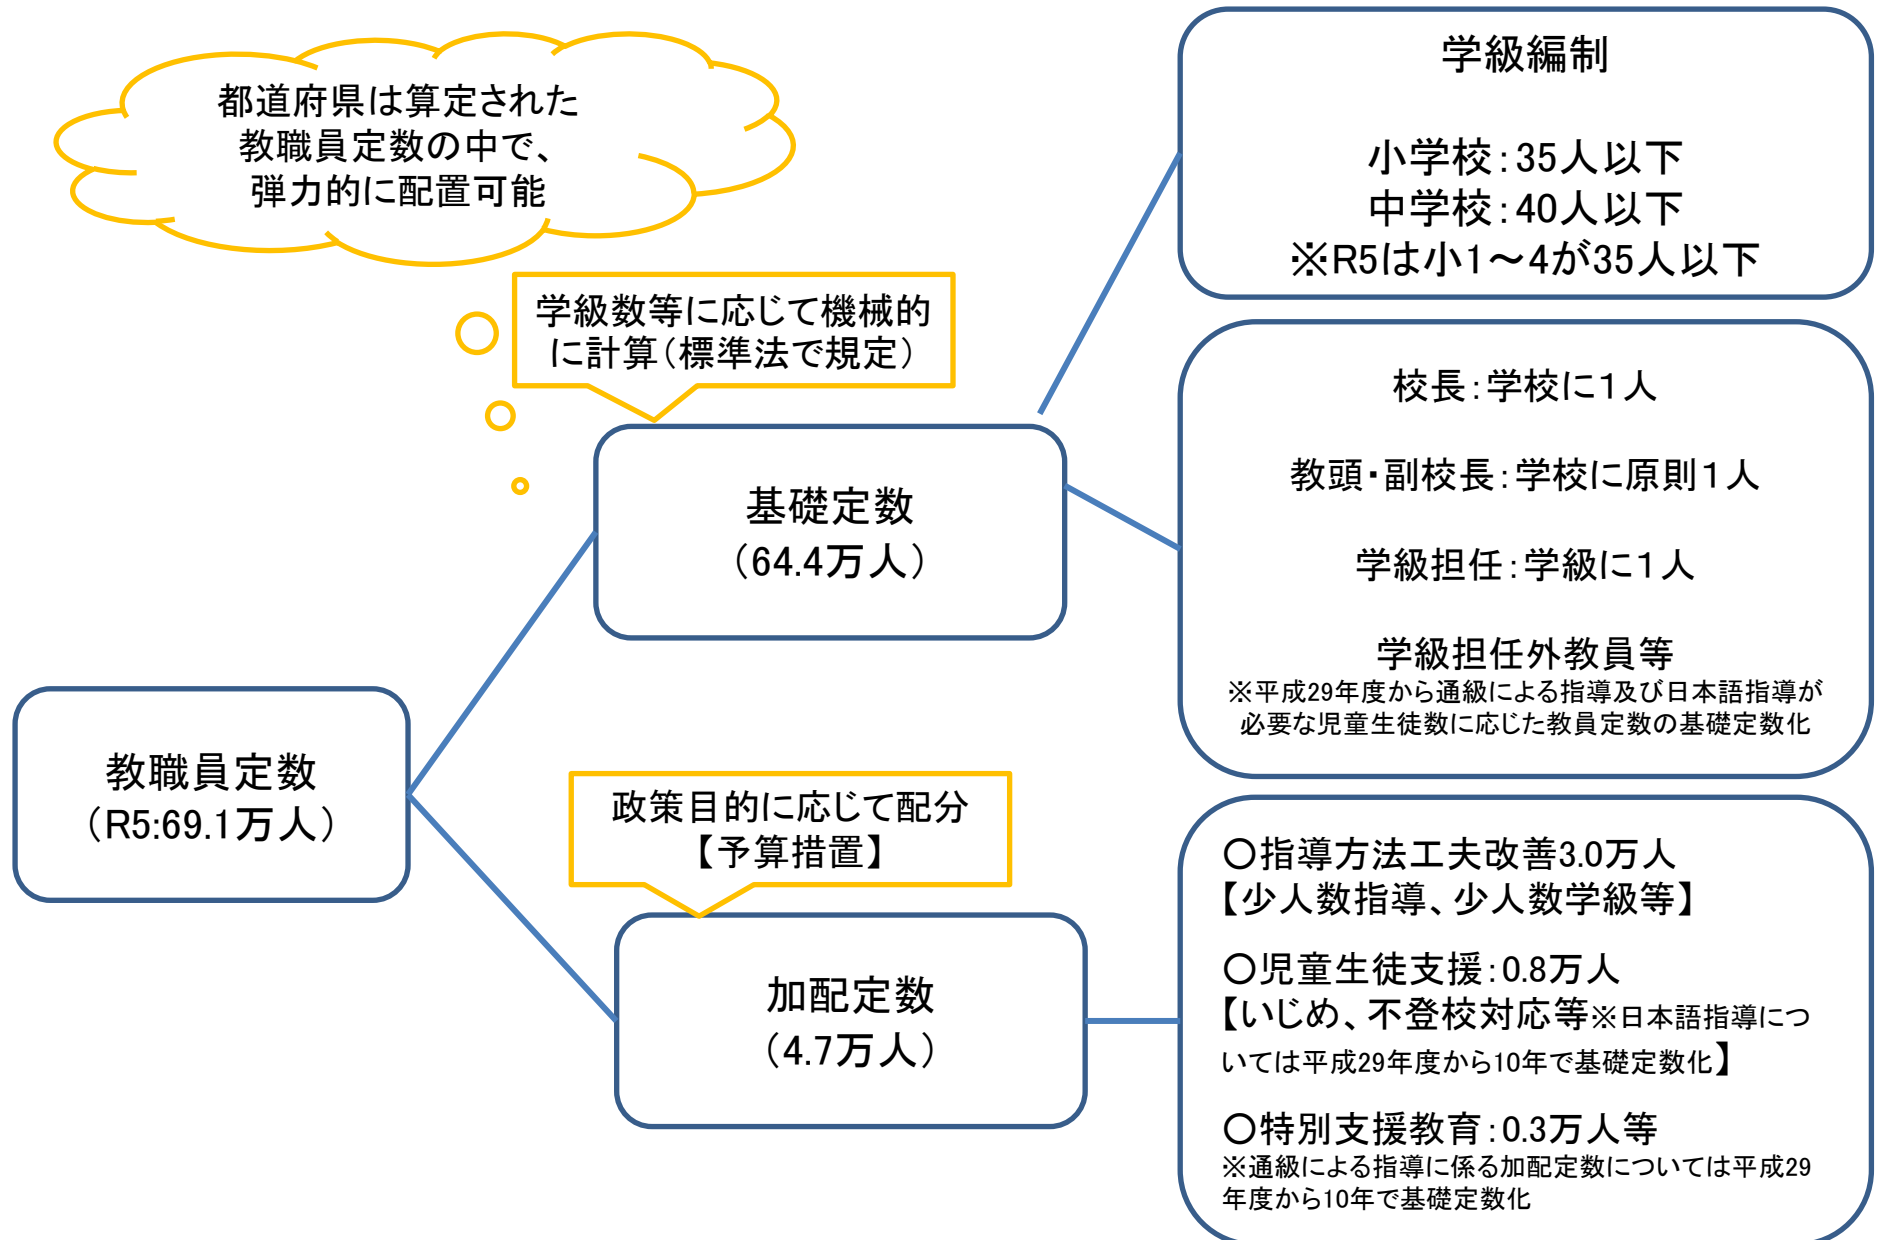 都道府県は算定された
教職員定数の中で、
弾力的に配置可能
学級数等に応じて機械的
に計算(標準法で規定)
基礎定数
(64.4万人)
教職員定数
(R5:69.1万人)
政策目的に応じて配分
【予算措置】
加配定数
(4.7万人)
学級編制
小学校:35人以下
中学校:40人以下
※R5は小1~4が35人以下
校長:学校に1人
教頭・副校長:学校に原則1人
学級担任:学級に1人
学級担任外教員等
※平成29年度から通級による指導及び日本語指導が
必要な児童生徒数に応じた教員定数の基礎定数化
〇指導方法工夫改善3.0万人
【少人数指導、少人数学級等】
〇児童生徒支援:0.8万人
【いじめ、不登校対応等※日本語指導につ
いては平成29年度から10年で基礎定数化】
〇特別支援教育:0.3万人等
※通級による指導に係る加配定数については平成29
年度から10年で基礎定数化